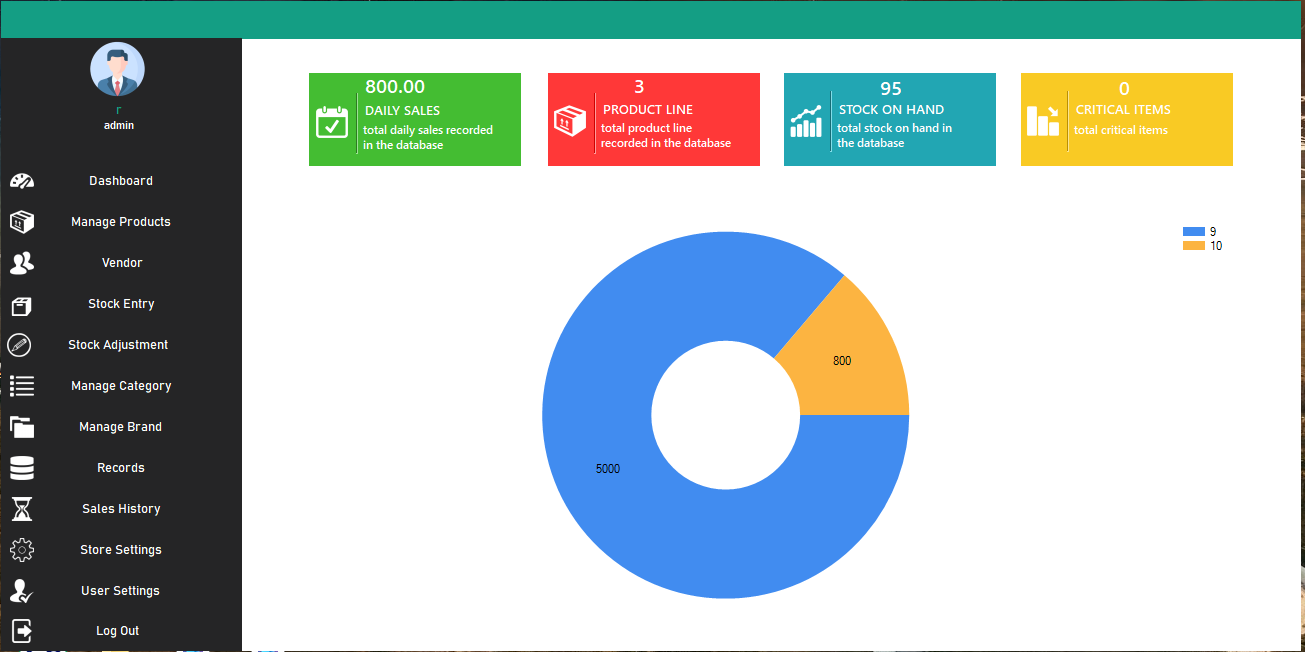 r
admin
Dashboard
Manage Products
Vendor
Stock Entry
Stock Adjustment
Manage Category
Manage Brand
Records
Sales History
Store Settings
User Settings
Log Out
800.00
DAILY SALES
total daily sales recorded
in the database
3
PRODUCT LINE
total product line
recorded in the database
95
STOCK ON HAND
total stock on hand in
the database
0
CRITICAL ITEMS
total critical items
9
10
800
5000